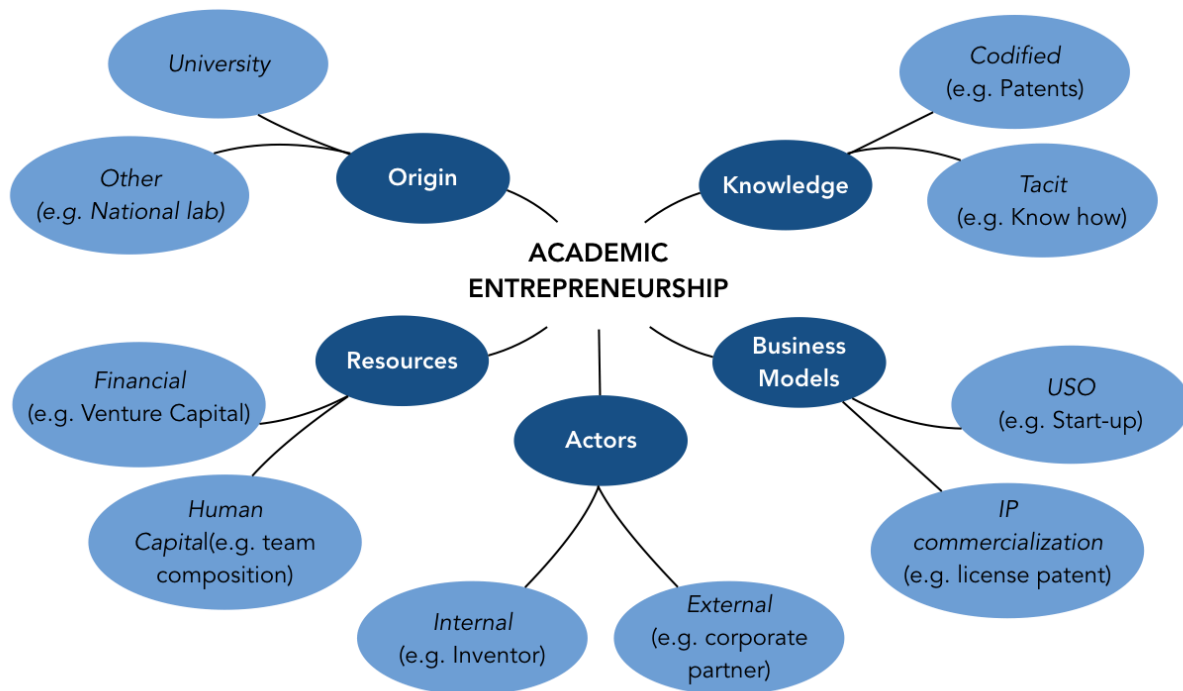 University
Codified
(e.g. Patents)
Other
(e.g. National lab)
Origin
Knowledge
Tacit
(e.g. Know how)
ACADEMIC
ENTREPRENEURSHIP
Resources
Business
Models
Financial
(e.g. Venture Capital)
USO
(e.g. Start-up)
Actors
Human
Capital(e.g. team
composition)
IP
commercialization
(e.g. license patent)
Internal
(e.g. Inventor)
External
(e.g. corporate
partner)